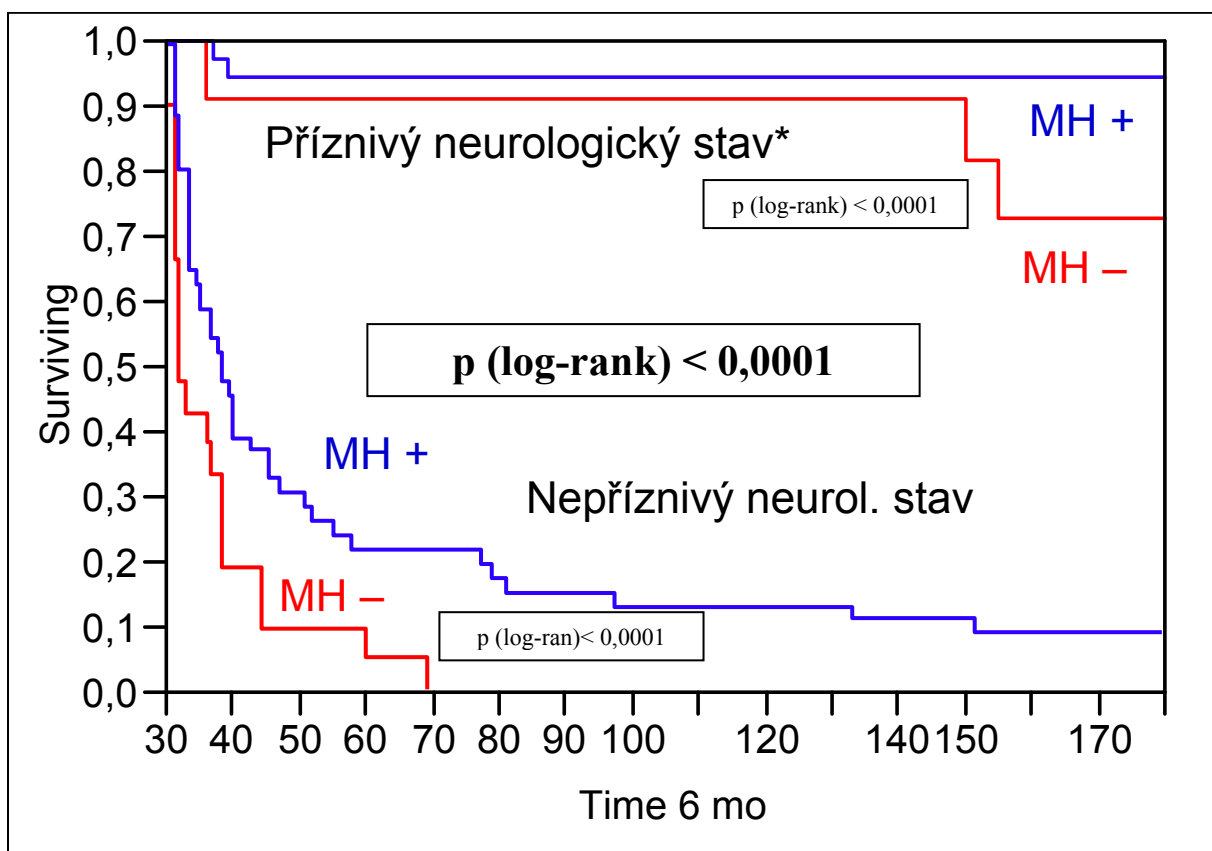 1,0
0,9
0,8
0,7
0,6
0,5
0,4
0,3
0,2
0,1
0,0
Surviving
MH +
Příznivý neurologický stav*
p (log-rank) < 0,0001
MH –
p (log-rank) < 0,0001
MH +
Nepříznivý neurol. stav
MH –
p (log-ran)< 0,0001
30 40 50 60 70 80 90 100 120 140 150 170
Time 6 mo